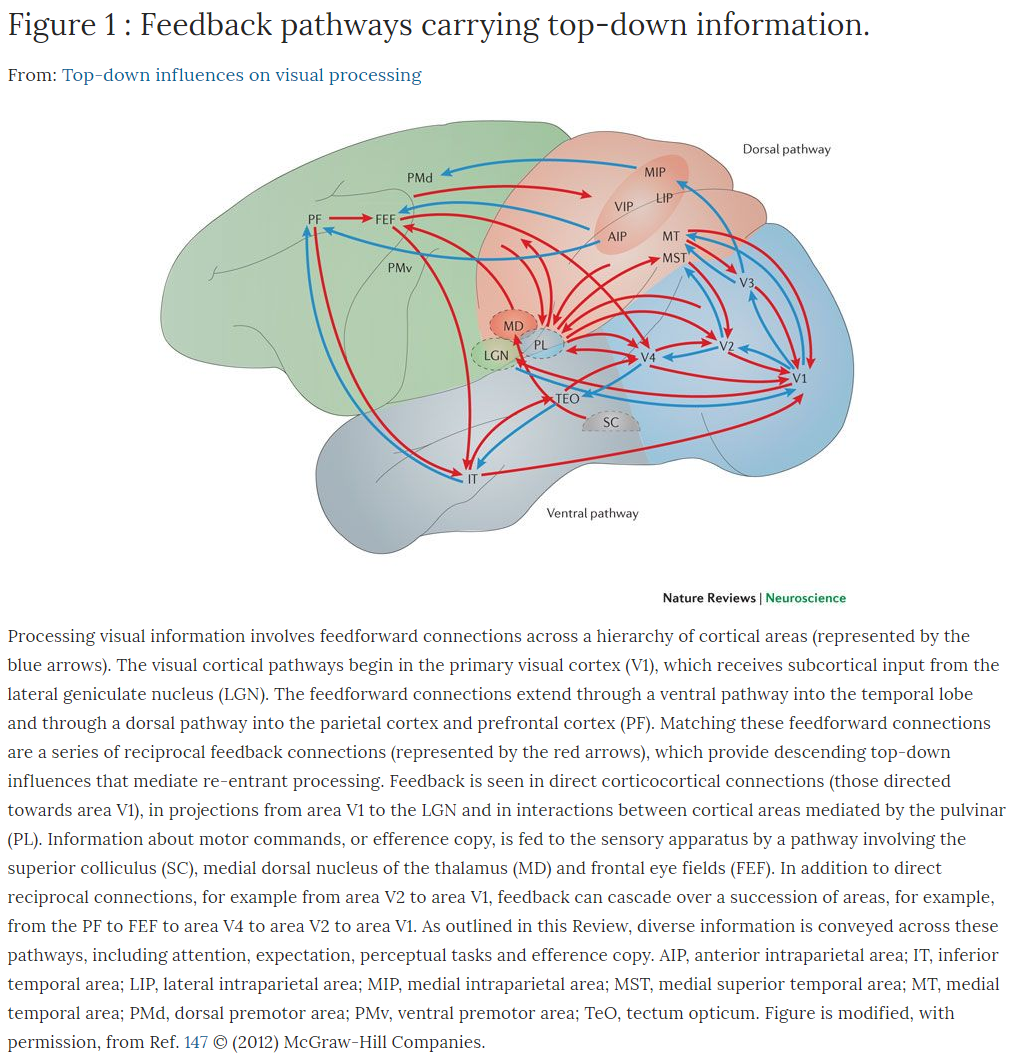 Figure 1 : Feedback pathways carrying top-down information.
From: Top-down influences on visual processing
Dorsal pathway
PMd
MIP
LIP
VIP
PF
FEF
AIP
MT
MST
PMv
V3
MD
PL
LGN
V4
V2
V1
TEO
SC
IT
Ventral pathway
Nature Reviews | Neuroscience
Processing visual information involves feedforward connections across a hierarchy of cortical areas (represented by the
blue arrows). The visual cortical pathways begin in the primary visual cortex (V1), which receives subcortical input from the
lateral geniculate nucleus (LGN). The feedforward connections extend through a ventral pathway into the temporal lobe
and through a dorsal pathway into the parietal cortex and prefrontal cortex (PF). Matching these feedforward connections
are a series of reciprocal feedback connections (represented by the red arrows), which provide descending top-down
influences that mediate re-entrant processing. Feedback is seen in direct corticocortical connections (those directed
towards area V1), in projections from area V1 to the LGN and in interactions between cortical areas mediated by the pulvinar
(PL). Information about motor commands, or efference copy, is fed to the sensory apparatus by a pathway involving the
superior colliculus (SC), medial dorsal nucleus of the thalamus (MD) and frontal eye fields (FEF). In addition to direct
reciprocal connections, for example from area V2 to area V1, feedback can cascade over a succession of areas, for example,
from the PF to FEF to area V4 to area V2 to area V1. As outlined in this Review, diverse information is conveyed across these
pathways, including attention, expectation, perceptual tasks and efference copy. AIP, anterior intraparietal area; IT, inferior
temporal area; LIP, lateral intraparietal area; MIP, medial intraparietal area; MST, medial superior temporal area; MT, medial
temporal area; PMd, dorsal premotor area; PMv, ventral premotor area; TeO, tectum opticum. Figure is modified, with
permission, from Ref. 147 © (2012) McGraw-Hill Companies.